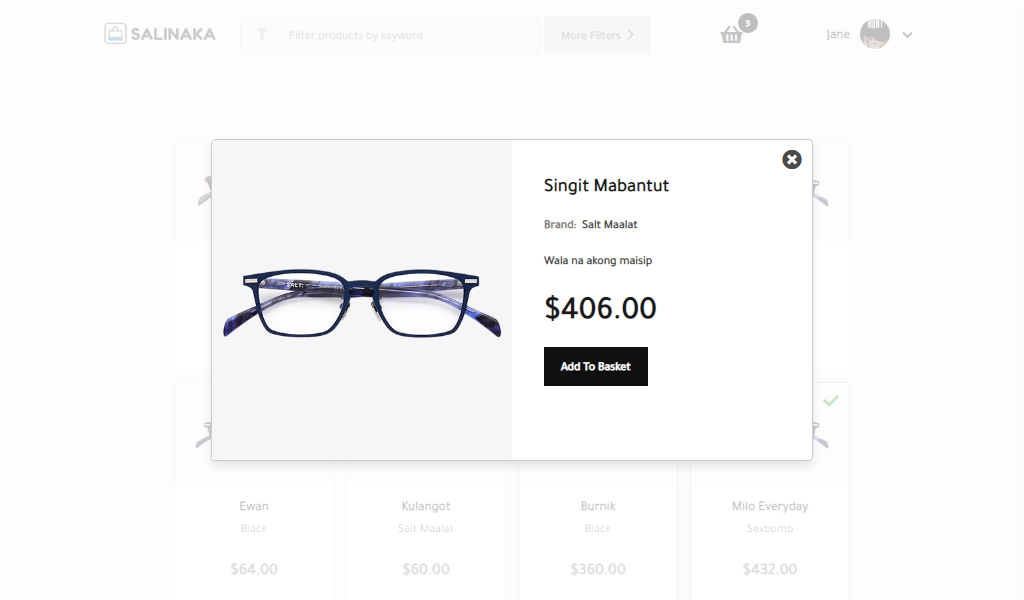 SALINAKA
Filter products by keyword
More Filters
3
Jane
Singit Mabantut
Brand: Salt Maalat
Wala na akong maisip
$406.00
Add To Basket
SALT.
Ewan
Black
$64.00
Kulangot
Salt Maalat
$60.00
Burnik
Black
$360.00
Milo Everyday
Sexbomb
$432.00